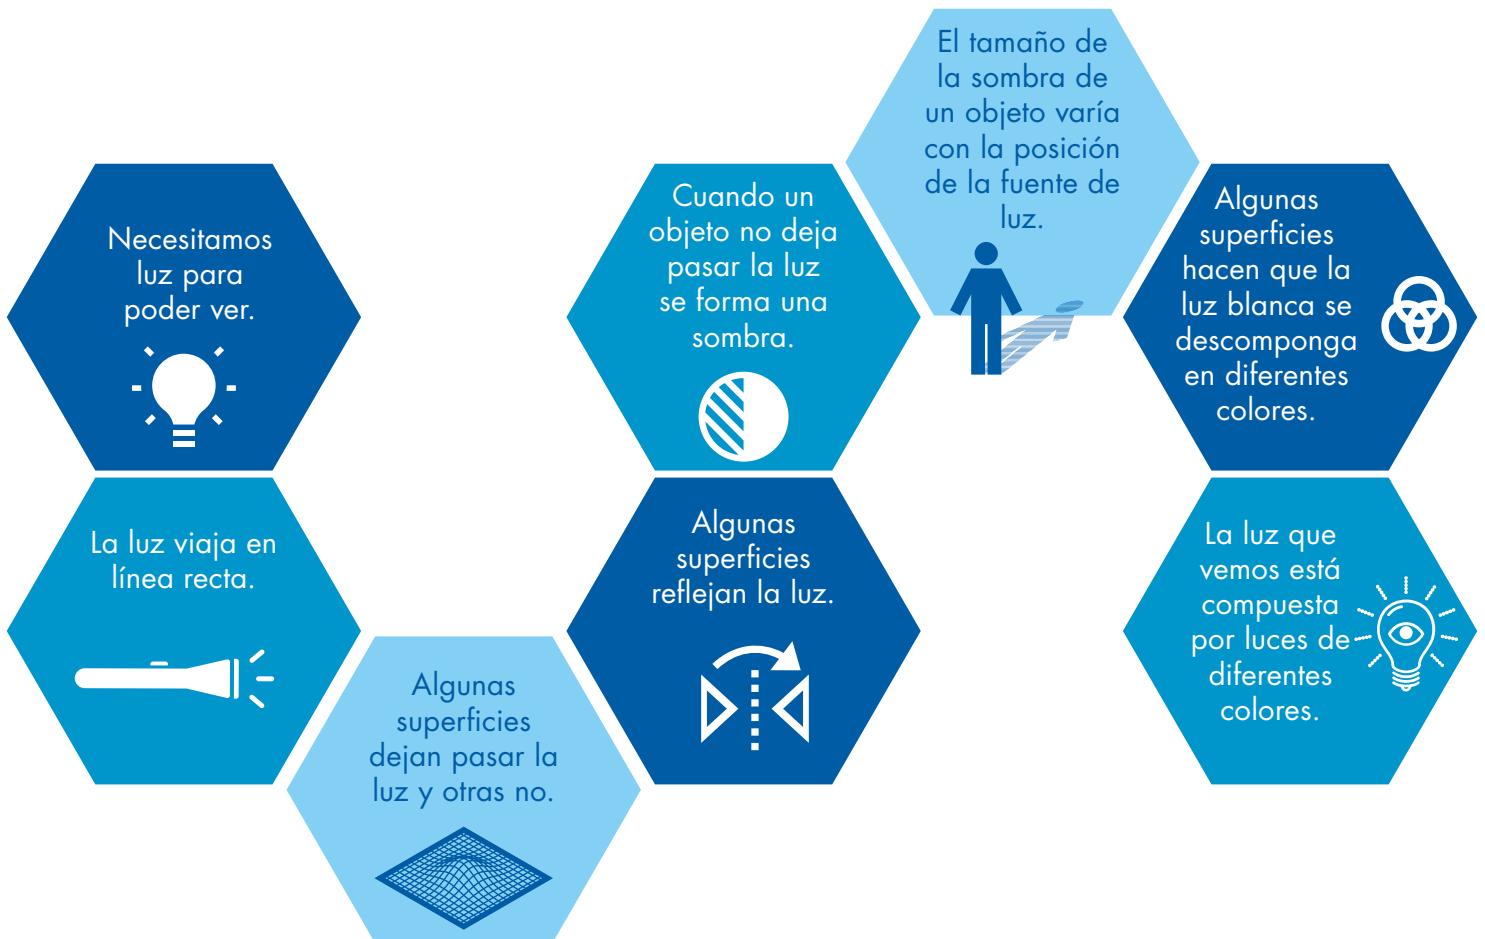 Necesitamos
luz para
poder ver.
La luz viaja en
línea recta.
Algunas
superficies
dejan pasar la
luz y otras no.
Algunas
superficies
reflejan la luz.
Cuando un
objeto no deja
pasar la luz
se forma una
sombra.
El tamaño de
la sombra de
un objeto varía
con la posición
de la fuente de
luz.
Algunas
superficies
hacen que la
luz blanca se
descomponga
en diferentes
colores.
La luz que
vemos está
compuesta
por luces de
diferentes
colores.